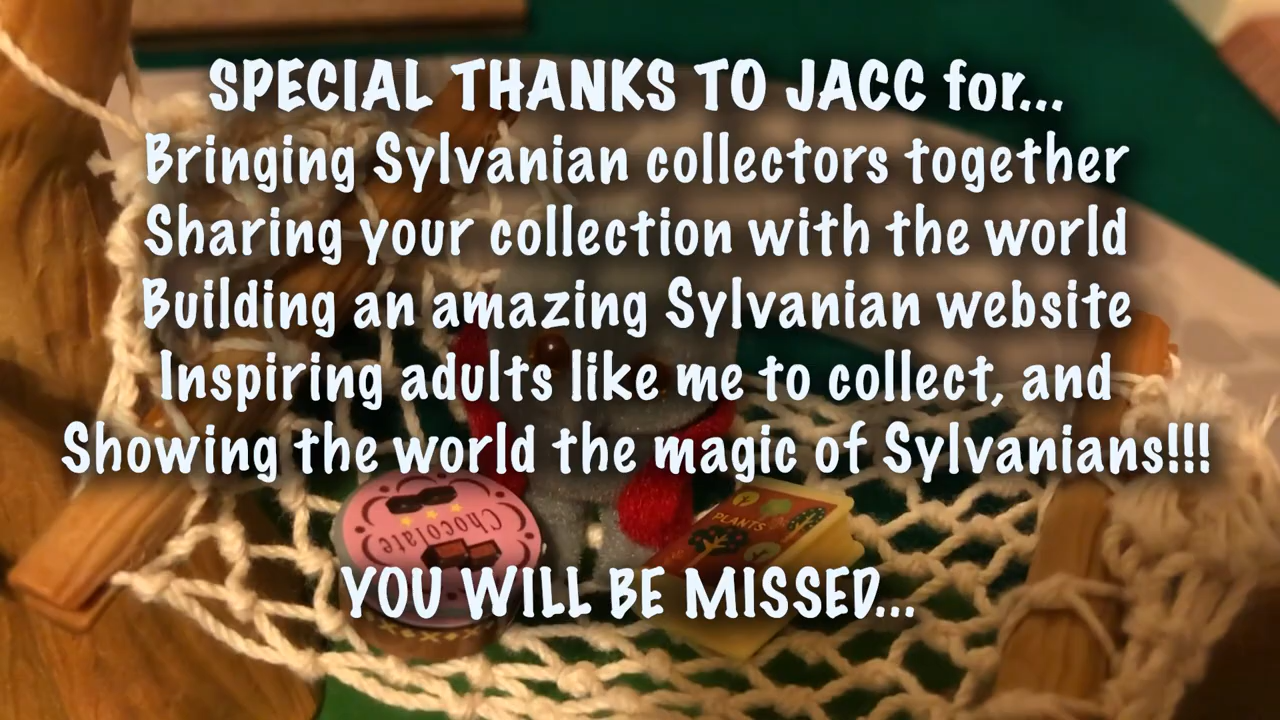 SPECIAL THANKS TO JACC for...
Bringing Sylvanian collectors together
Sharing your collection with the world
Building an amazing Sylvanian website
Inspiring adults like me to collect, and
Showing the world the magic of Sylvanians!!!
Chocolate
PLANTS
YOU WILL BE MISSED...